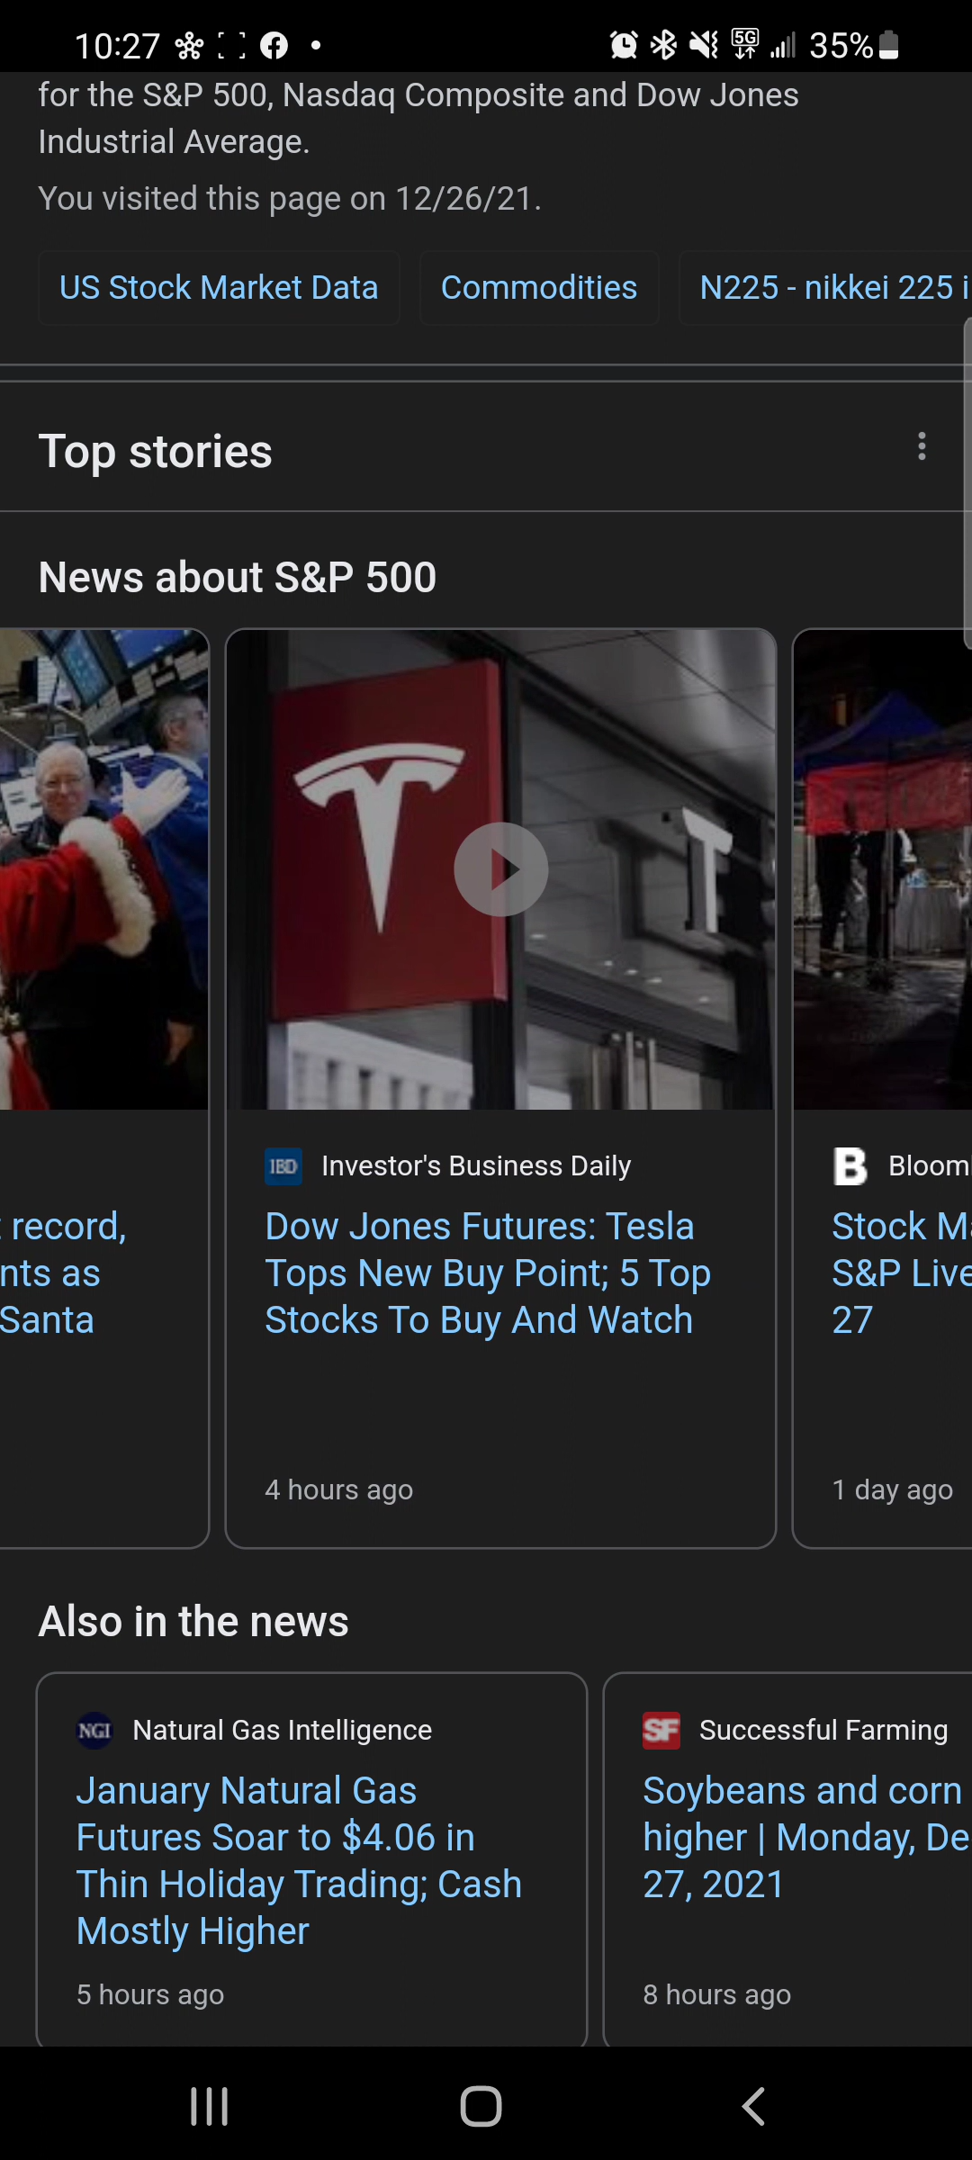 10:27
5G
35%
for the S&P 500, Nasdaq Composite and Dow Jones
Industrial Average.
You visited this page on 12/26/21.
US Stock Market Data
Commodities
N225 - nikkei 225 i
Top stories
News about S&P 500
record,
nts as
Santa
T
IBD
Investor's Business Daily
Dow Jones Futures: Tesla
Tops New Buy Point; 5 Top
Stocks To Buy And Watch
4 hours ago
B
Bloom
Stock M
S&P Live
27
1 day ago
Also in the news
NGI
Natural Gas Intelligence
January Natural Gas
Futures Soar to $4.06 in
Thin Holiday Trading; Cash
Mostly Higher
5 hours ago
SF
Successful Farming
Soybeans and corn
higher | Monday, De
27, 2021
8 hours ago